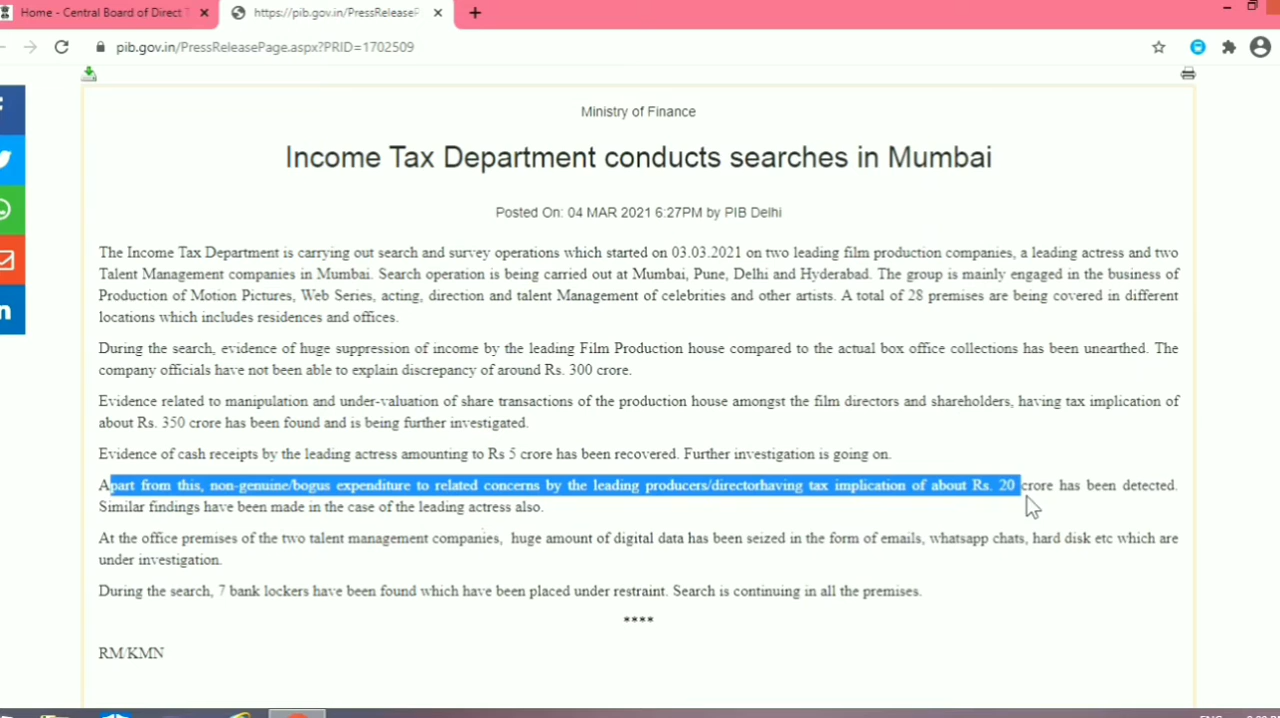 Home - Central Board of Direct T
https://pib.gov.in/PressReleaseP
pib.gov.in/PressReleasePage.aspx?PRID=1702509
Ministry of Finance
Income Tax Department conducts searches in Mumbai
Posted On: 04 MAR 2021 6:27PM by PIB Delhi
The Income Tax Department is carrying out search and survey operations which started on 03.03.2021 on two leading film production companies, a leading actress and two
Talent Management companies in Mumbai. Search operation is being carried out at Mumbai, Pune, Delhi and Hyderabad. The group is mainly engaged in the business of
Production of Motion Pictures, Web Series, acting, direction and talent Management of celebrities and other artists. A total of 28 premises are being covered in different
locations which includes residences and offices.
During the search, evidence of huge suppression of income by the leading Film Production house compared to the actual box office collections has been unearthed. The
company officials have not been able to explain discrepancy of around Rs. 300 crore.
Evidence related to manipulation and under-valuation of share transactions of the production house amongst the film directors and shareholders, having tax implication of
about Rs. 350 crore has been found and is being further investigated.
Evidence of cash receipts by the leading actress amounting to Rs 5 crore has been recovered. Further investigation is going on.
Apart from this, non-genuine/bogus expenditure to related concerns by the leading producers/directorhaving tax implication of about Rs. 20 crore has been detected.
Similar findings have been made in the case of the leading actress also.
At the office premises of the two talent management companies, huge amount of digital data has been seized in the form of emails, whatsapp chats, hard disk etc which are
under investigation.
During the search, 7 bank lockers have been found which have been placed under restraint. Search is continuing in all the premises.
****
RM/KMN